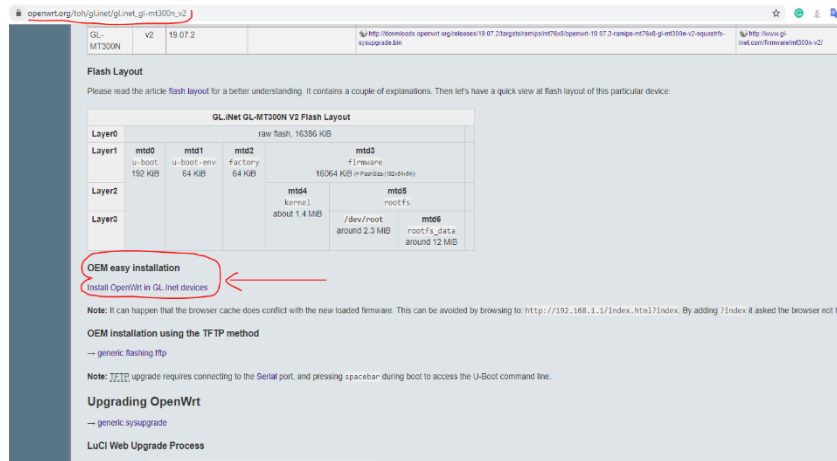 openwrt.org/toh/gl.inet/gl.inet_gl-mt300n_v2
GL-MT300N v2 19.07.2 http://downloads.openwrt.org/releases/19.07.2/targets/ramips/mt76x8/openwrt-19.07.2-ramips-mt76x8-gl-mt300n-v2-squashfs-sysupgrade.bin http://www.gl-inet.com/firmware/mt300n-v2/
Flash Layout
Please read the article flash layout for a better understanding. It contains a couple of explanations. Then let's have a quick view at flash layout of this particular device:
GL.iNet GL-MT300N V2 Flash Layout
Layer0 raw flash, 16386 KiB
Layer1 mtd0 mtd1 mtd2 mtd3
u-boot u-boot-env factory firmware
192 KiB 64 KiB 64 KiB 16064 KiB
Layer2 mtd4 mtd5
kernel rootfs
about 1.4 MiB
Layer3 /dev/root mtd6
around 2.3 MiB rootfs_data
around 12 MiB
OEM easy installation
Install OpenWrt in GL.Inet devices
Note: It can happen that the browser cache does conflict with the new loaded firmware. This can be avoided by browsing to: http://192.168.1.1/index.html?index. By adding ?index it asked the browser not
OEM installation using the TFTP method
→ generic.flashing.tftp
Note: TFTP upgrade requires connecting to the Serial port, and pressing spacebar during boot to access the U-Boot command line.
Upgrading OpenWrt
→ generic.sysupgrade
LuCI Web Upgrade Process